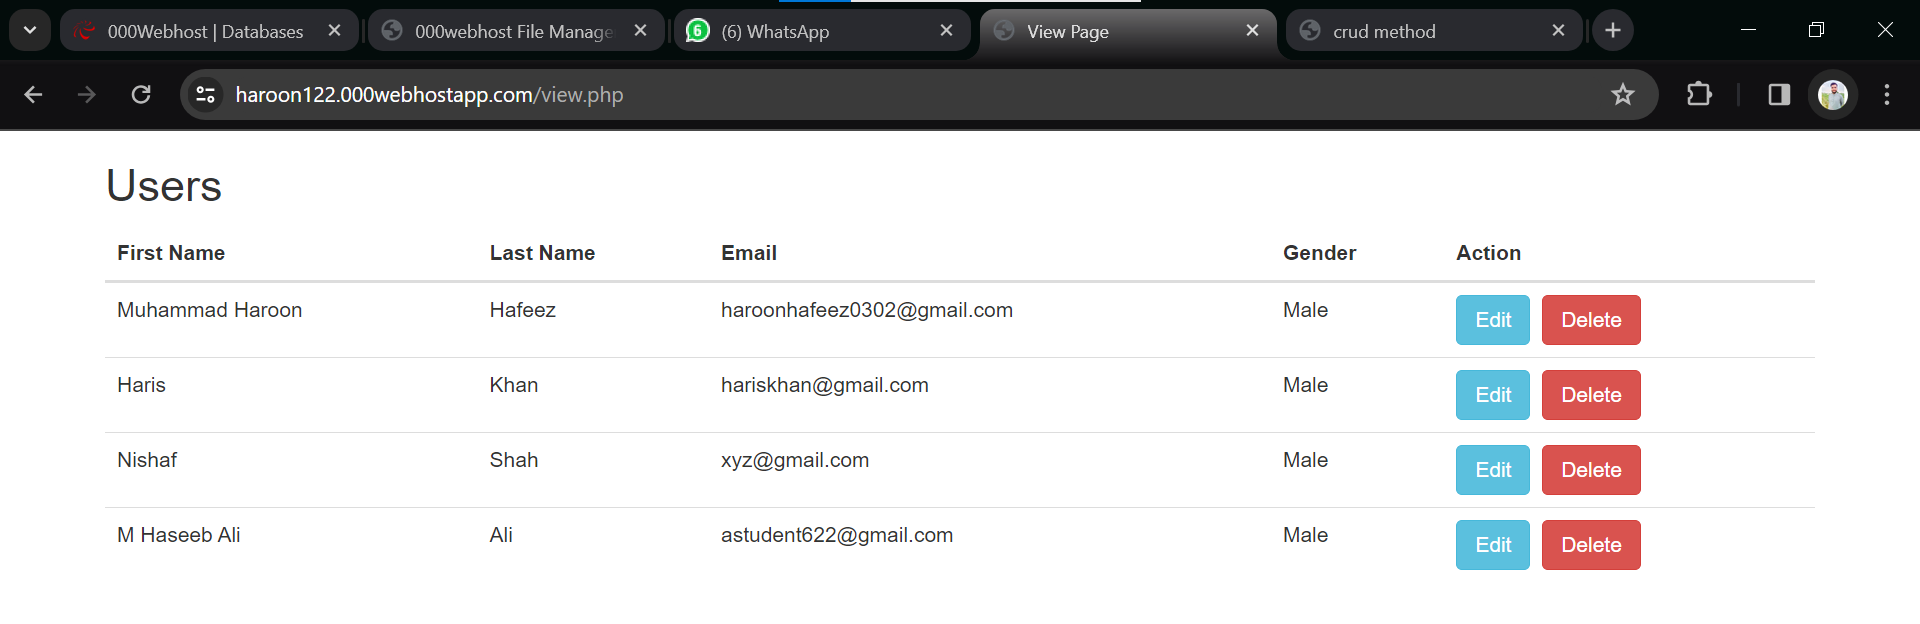 000Webhost | Databases
000webhost File Manage
6 (6) WhatsApp
View Page
crud method
haroon122.000webhostapp.com/view.php
Users
First Name Last Name Email Gender Action
Muhammad Haroon Hafeez haroonhafeez0302@gmail.com Male Edit Delete
Haris Khan hariskhan@gmail.com Male Edit Delete
Nishaf Shah xyz@gmail.com Male Edit Delete
M Haseeb Ali Ali astudent622@gmail.com Male Edit Delete